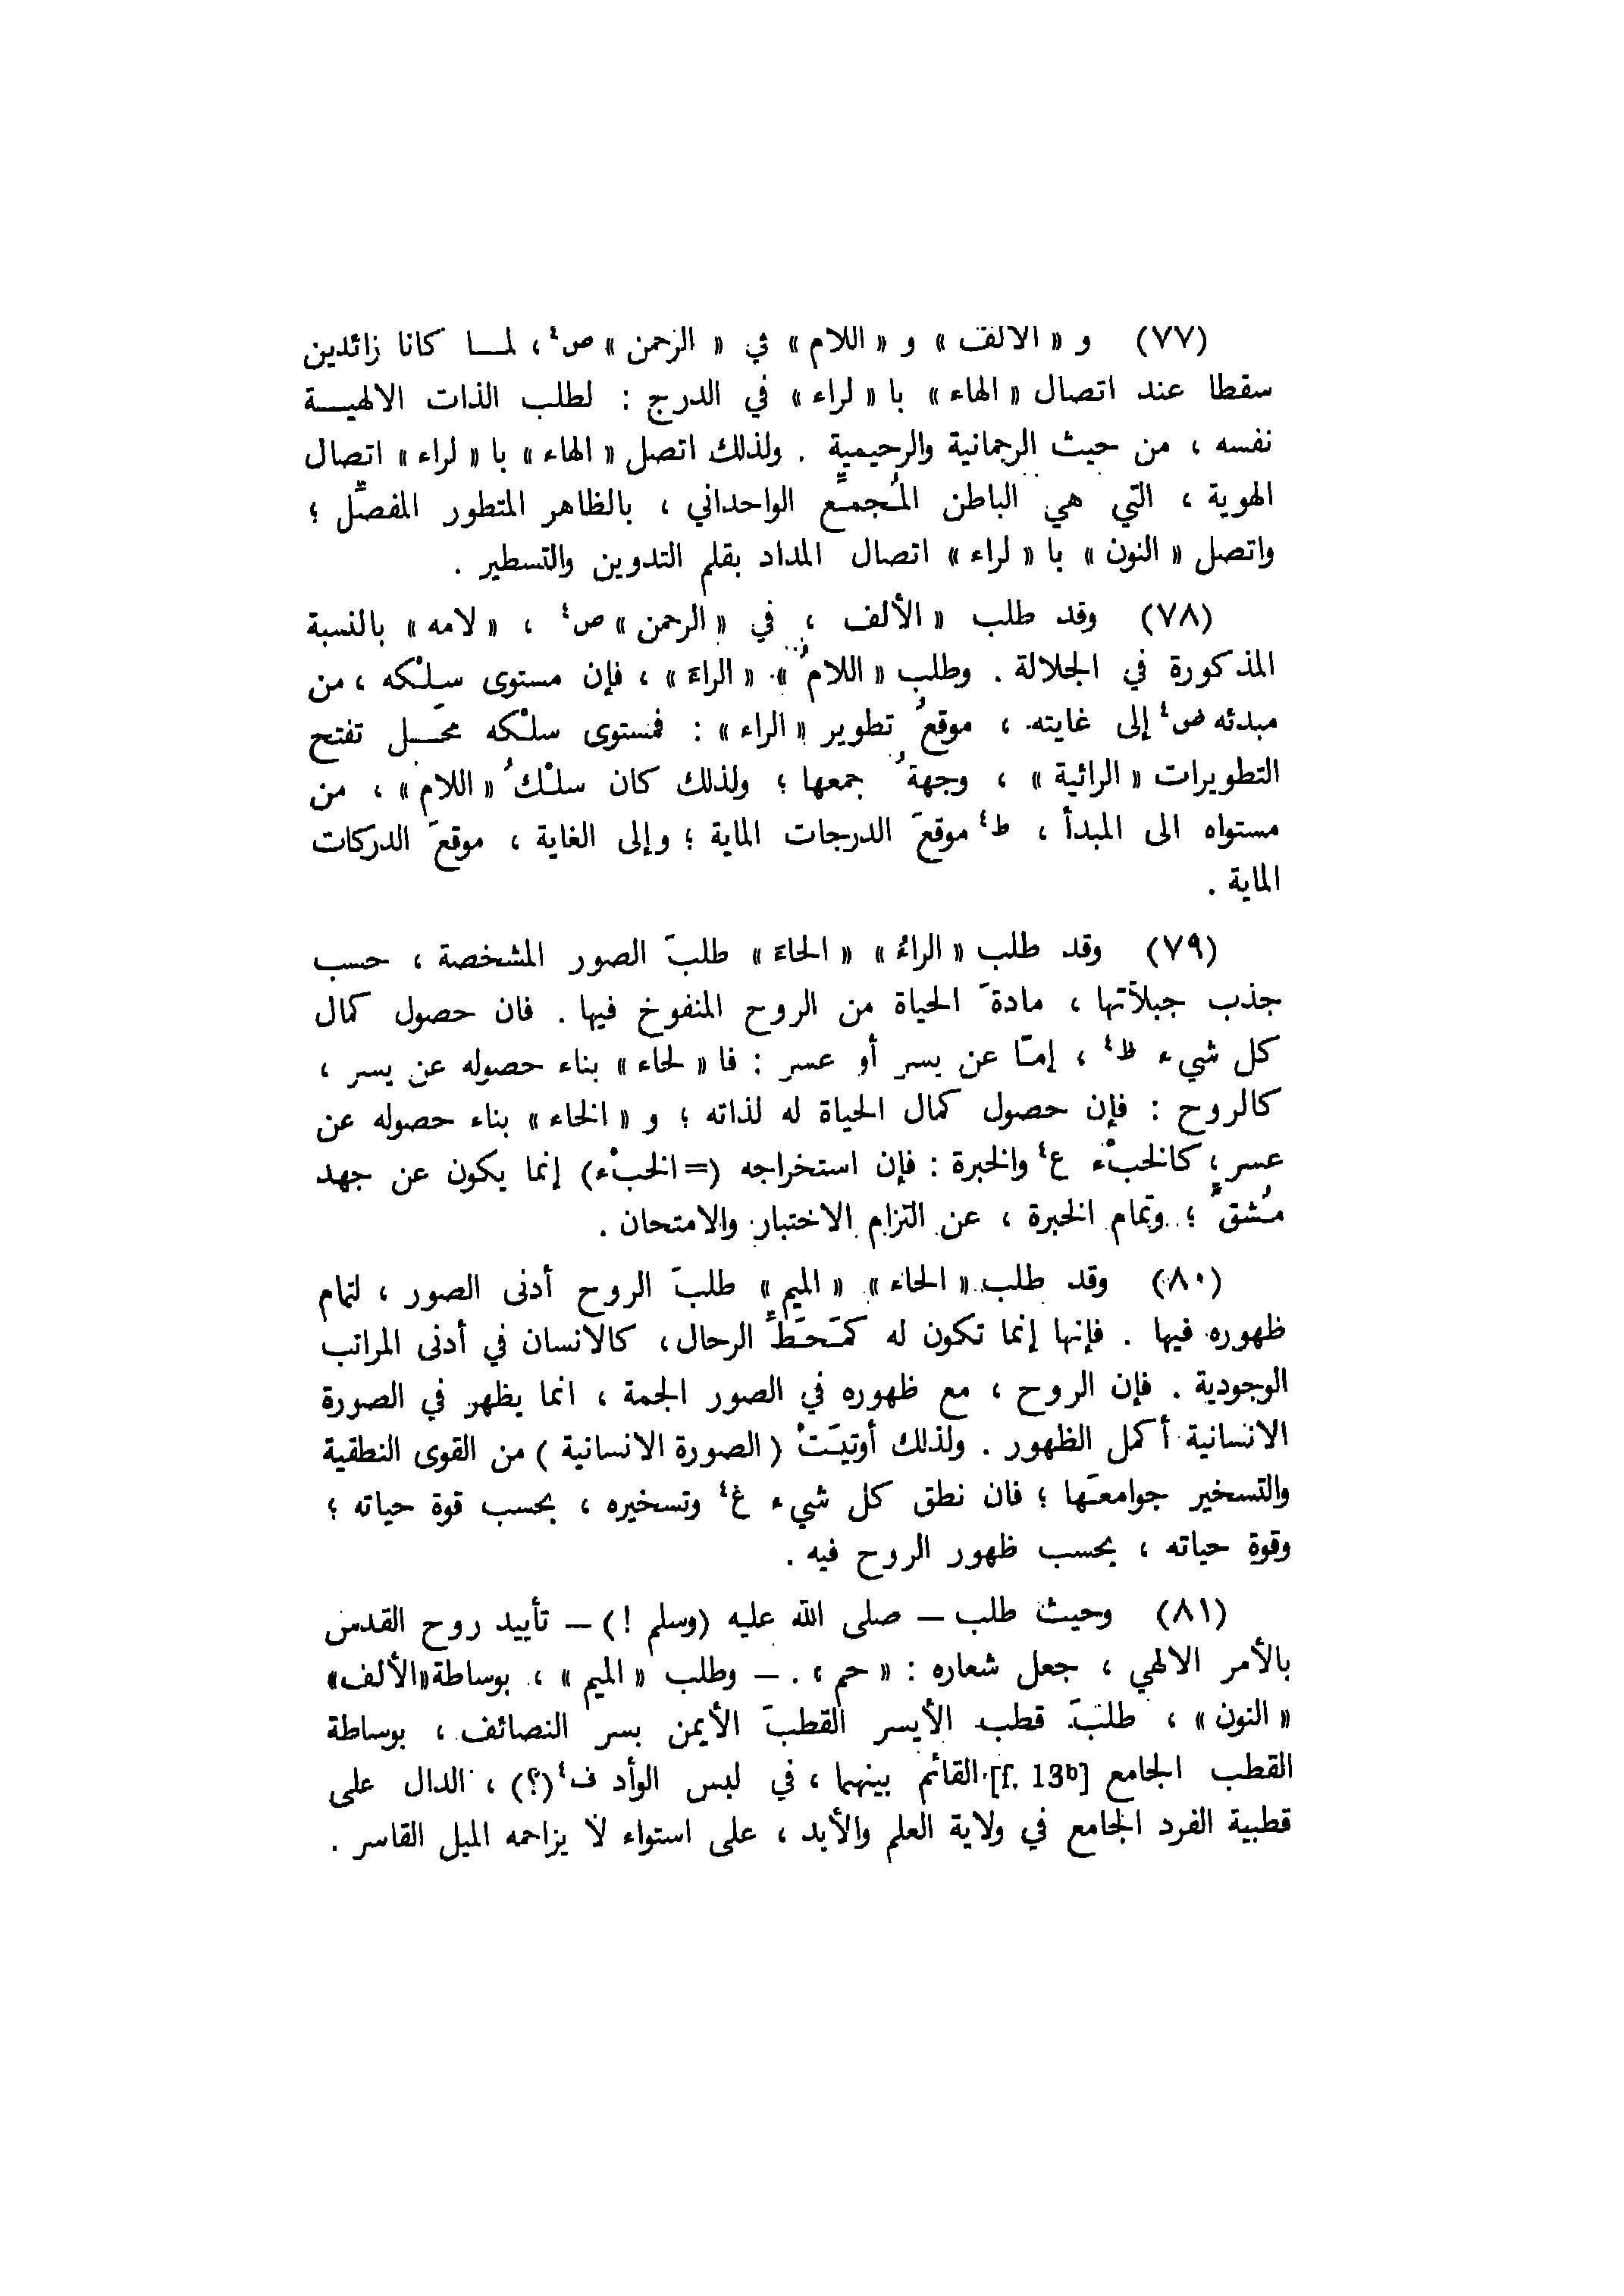 (٧٧) و «الالف» و «اللام» في «الرحمن» ص٤، لمـا كانا زائدين
سقطا عند اتصال «الهاء» با «لراء» في الدرج : لطلب الذات الالهيـة
نفسه ، من حيث الرحمانية والرحيمية . ولذلك اتصل «الهاء» با «لراء» اتصال
الهوية ، التي هي الباطن المُجمَّع الواحداني ، بالظاهر المتطور المفصَّل ؛
واتصل «النون» با «لراء» اتصال المداد بقلم التدوين والتسطير .
(٧٨) وقد طلب «الألف ، في «الرحمن» ص٤ ، «لامه» بالنسبة
المذكورة في الجلالة . وطلب «اللامُ» «الراءَ» ، فإن مستوى سَلْكه ، من
مبدئه ض٤ إلى غايته ، موقعُ تطوير «الراء» : فمستوى سلْكه محَـل تفتح
التطويرات «الرائية» ، وجهةُ جمعها ؛ ولذلك كان سلْكُ «اللام» ، من
مستواه الى المبدأ ، ط٤ موقعَ الدرجات الماية ؛ وإلى الغاية ، موقعَ الدركات
الماية .
(٧٩) وقد طلب «الراءُ» «الحاءَ» طلبَ الصور المشخصة ، حسب
جذب جبلاّتها ، مادةَ الحياة من الروح المنفوخ فيها . فان حصول كمال
كل شيء ظ٤ ، إمّا عن يسر أو عسر : فا «لحاء» بناء حصوله عن يسر ،
كالروح : فإن حصول كمال الحياة له لذاته ؛ و «الخاء» بناء حصوله عن
عسر ، كالخبْء ع٤ والخبرة : فإن استخراجه (=الخبْء) إنما يكون عن جهد
مُشقٍّ ؛ وتمام الخبرة ، عن التزام الاختبار والامتحان .
(٨٠) وقد طلب «الحاء» «الميم» طلبَ الروح أدنى الصور ، لتمام
ظهوره فيها . فإنها إنما تكون له كمَحَطِّ الرحال ، كالانسان في أدنى المراتب
الوجودية . فإن الروح ، مع ظهوره في الصور الجمة ، انما يظهر في الصورة
الانسانية أكمل الظهور . ولذلك أوتيَتْ (الصورة الانسانية) من القوى النطقية
والتسخير جوامعَها ؛ فان نطق كل شيء غ٤ وتسخيره ، بحسب قوة حياته ؛
وقوة حياته ، بحسب ظهور الروح فيه .
(٨١) وحيث طلب — صلى الله عليه (وسلم !) — تأييد روح القدس
بالأمر الالهي ، جعل شعاره : «حم» . — وطلب «الميم» ، بوساطة«الألف»
«النون» ، طلبَ قطب الأيسر القطبَ الأيمن بسر النصائف ، بوساطة
القطب الجامع [f. 13b] القائم بينهما ، في لبس الوأد ف٤ (؟) ، الدال على
قطبية الفرد الجامع في ولاية العلم والأبد ، على استواء لا يزاحمه الميل القاسر .